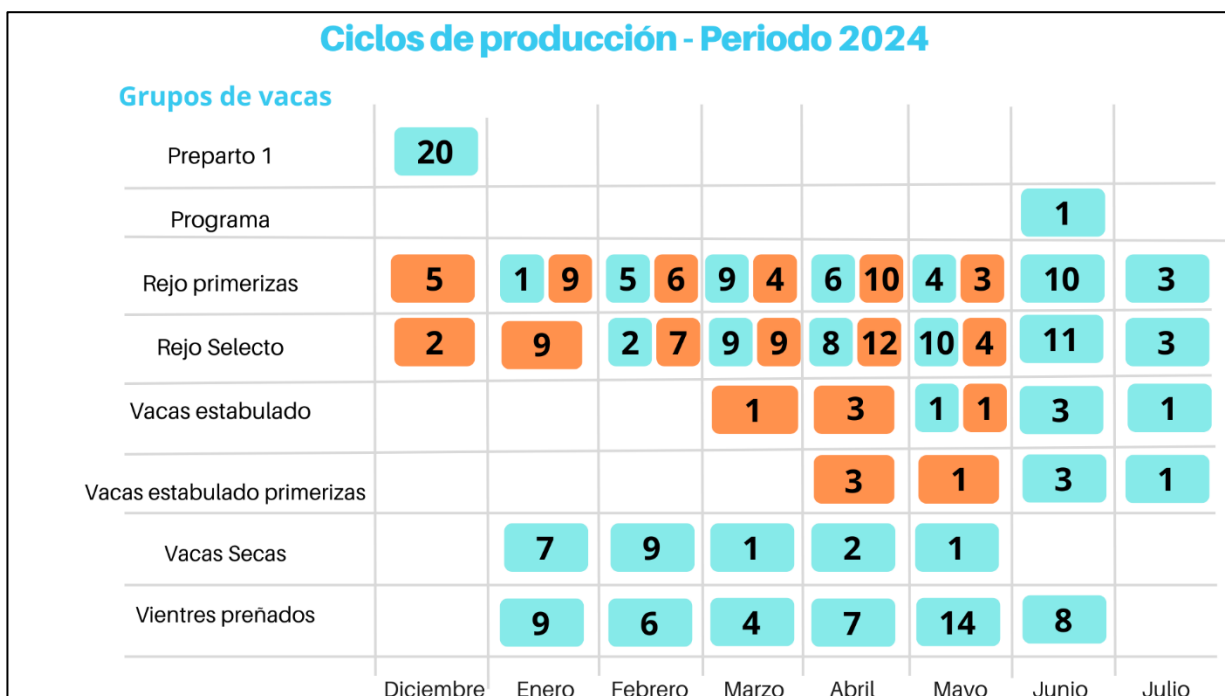 Ciclos de producción - Periodo 2024
Grupos de vacas
Preparto 1 20
Programa 1
Rejo primerizas 5 1 9 5 6 9 4 6 10 4 3 10 3
Rejo Selecto 2 9 2 7 9 9 8 12 10 4 11 3
Vacas estabulado 1 3 1 1 3 1
Vacas estabulado primerizas 3 1 3 1
Vacas Secas 7 9 1 2 1
Vientres preñados 9 6 4 7 14 8
Diciembre Enero Febrero Marzo Abril Mayo Junio Julio